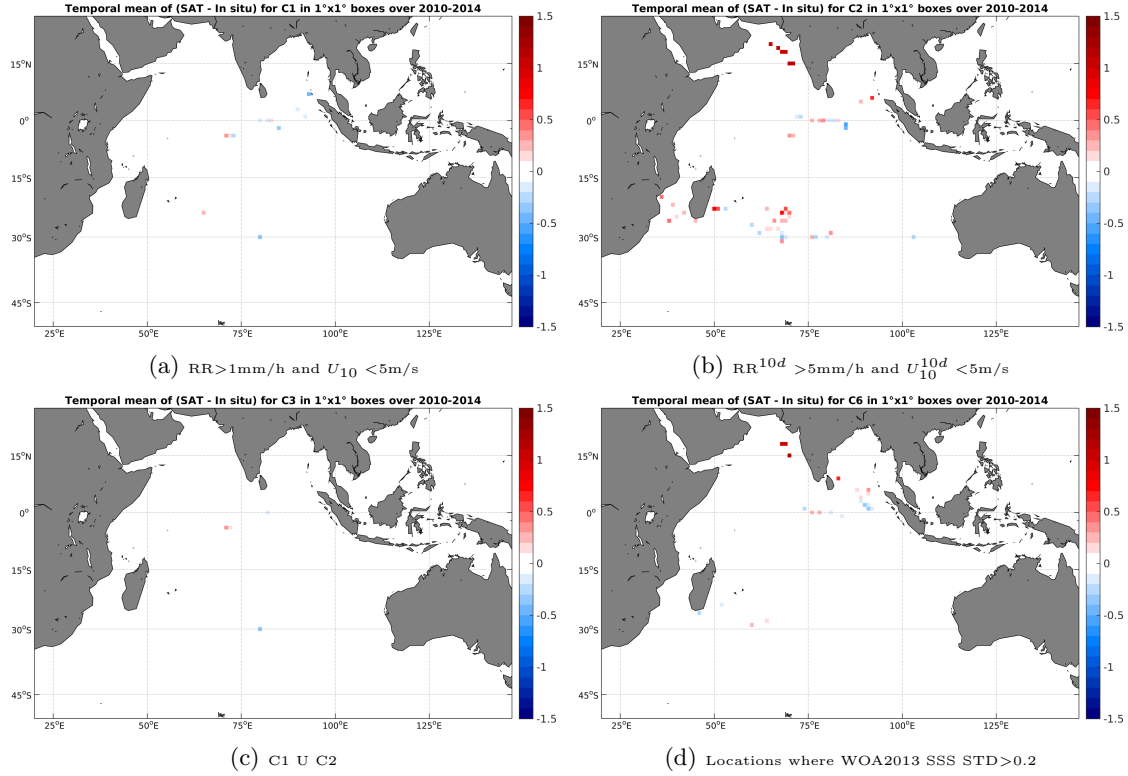 Temporal mean of (SAT - In situ) for C1 in 1°x1° boxes over 2010-2014
15°N
0°
15°S
30°S
45°S
25°E
50°E
75°E
100°E
125°E
1.5
1
0.5
0
-0.5
-1
-1.5
(a) RR>1mm/h and U10 <5m/s
Temporal mean of (SAT - In situ) for C2 in 1°x1° boxes over 2010-2014
15°N
0°
15°S
30°S
45°S
25°E
50°E
75°E
100°E
125°E
1.5
1
0.5
0
-0.5
-1
-1.5
(b) RR^10d >5mm/h and U10^10d <5m/s
Temporal mean of (SAT - In situ) for C3 in 1°x1° boxes over 2010-2014
15°N
0°
15°S
30°S
45°S
25°E
50°E
75°E
100°E
125°E
1.5
1
0.5
0
-0.5
-1
-1.5
(c) C1 U C2
Temporal mean of (SAT - In situ) for C6 in 1°x1° boxes over 2010-2014
15°N
0°
15°S
30°S
45°S
25°E
50°E
75°E
100°E
125°E
1.5
1
0.5
0
-0.5
-1
-1.5
(d) Locations where WOA2013 SSS STD>0.2